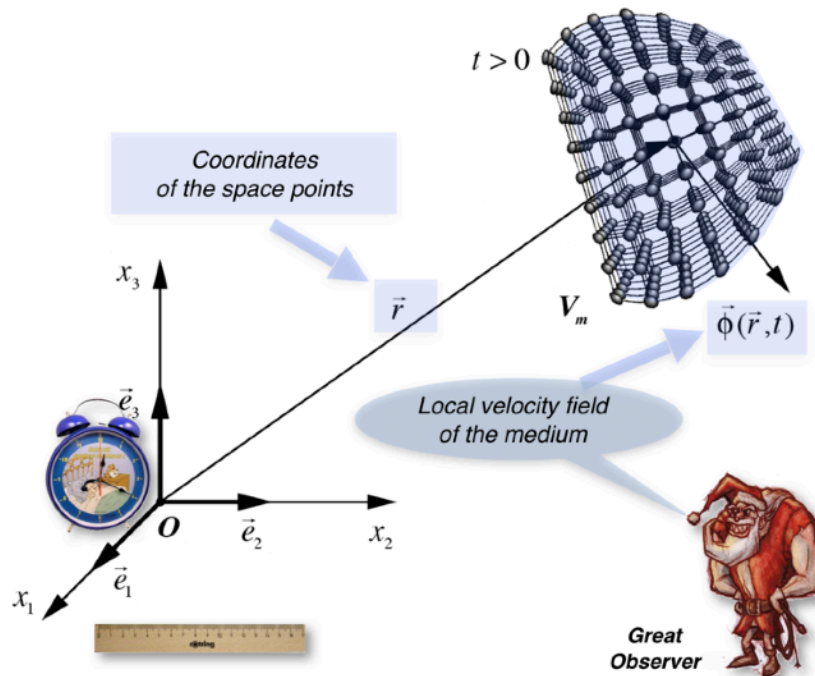 t > 0
Coordinates
of the space points
x₃
r⃗
Vₘ
ϕ⃗(r⃗,t)
e⃗₃
Local velocity field
of the medium
O
e⃗₂
x₂
e⃗₁
x₁
Great
Observer